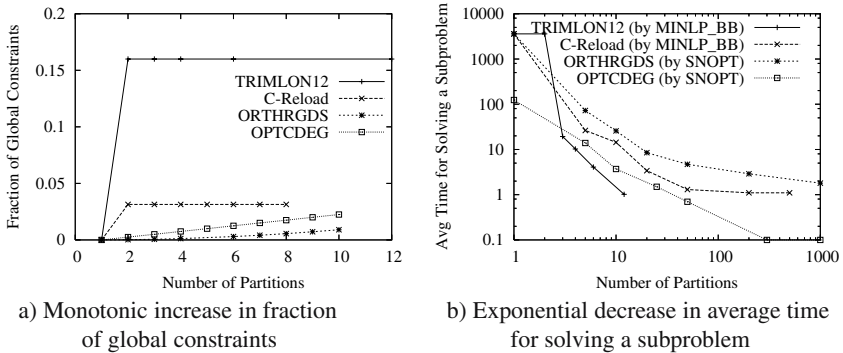 Fraction of Global Constraints
0.2
0.15
0.1
0.05
0
0 2 4 6 8 10 12
Number of Partitions
TRIMLON12
C-Reload
ORTHRGDS
OPTCDEG
a) Monotonic increase in fraction
of global constraints
Avg Time for Solving a Subproblem
10000
1000
100
10
1
0.1
1 10 100 1000
Number of Partitions
TRIMLON12 (by MINLP_BB)
C-Reload (by MINLP_BB)
ORTHRGDS (by SNOPT)
OPTCDEG (by SNOPT)
b) Exponential decrease in average time
for solving a subproblem